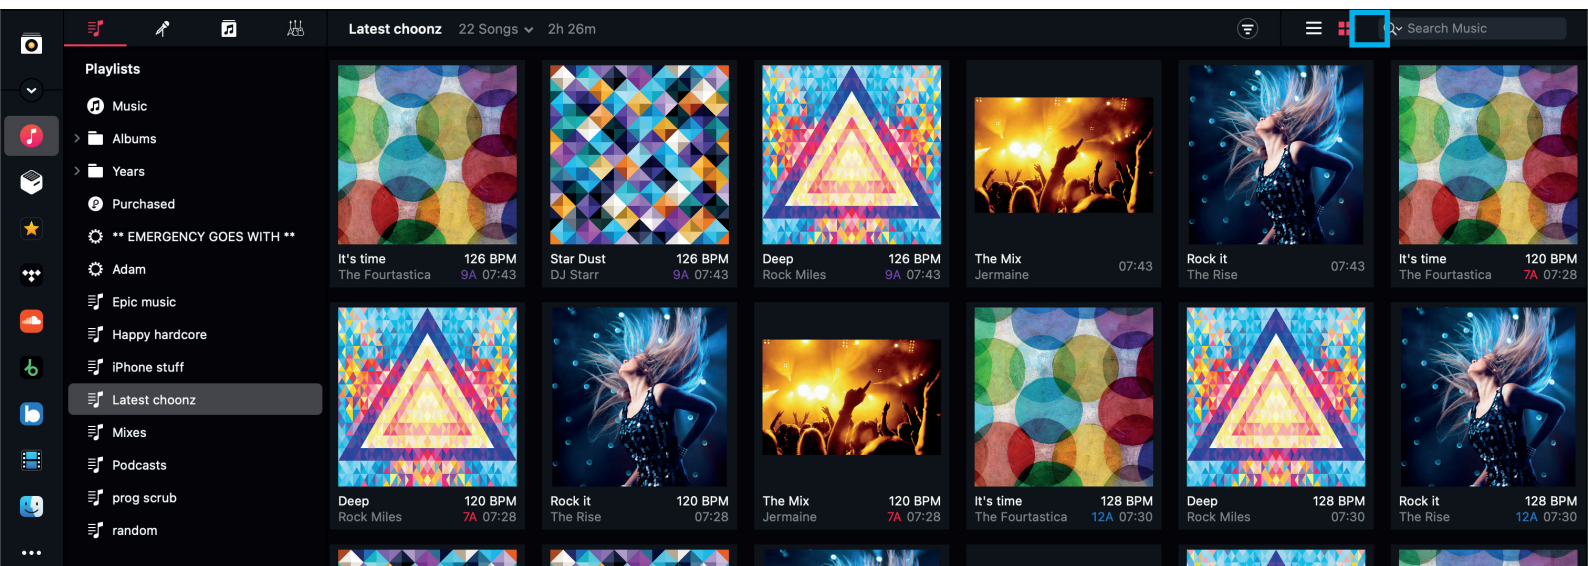 Latest choonz 22 Songs 2h 26m
Search Music
Playlists
Music
Albums
Years
Purchased
** EMERGENCY GOES WITH **
Adam
Epic music
Happy hardcore
iPhone stuff
Latest choonz
Mixes
Podcasts
prog scrub
random
It's time 126 BPM
The Fourtastica 9A 07:43
Star Dust 126 BPM
DJ Starr 9A 07:43
Deep 126 BPM
Rock Miles 9A 07:43
The Mix
Jermaine 07:43
Rock it
The Rise 07:43
It's time 120 BPM
The Fourtastica 7A 07:28
Deep 120 BPM
Rock Miles 7A 07:28
Rock it 120 BPM
The Rise 07:28
The Mix 120 BPM
Jermaine 7A 07:28
It's time 128 BPM
The Fourtastica 12A 07:30
Deep 128 BPM
Rock Miles 07:30
Rock it 128 BPM
The Rise 12A 07:30